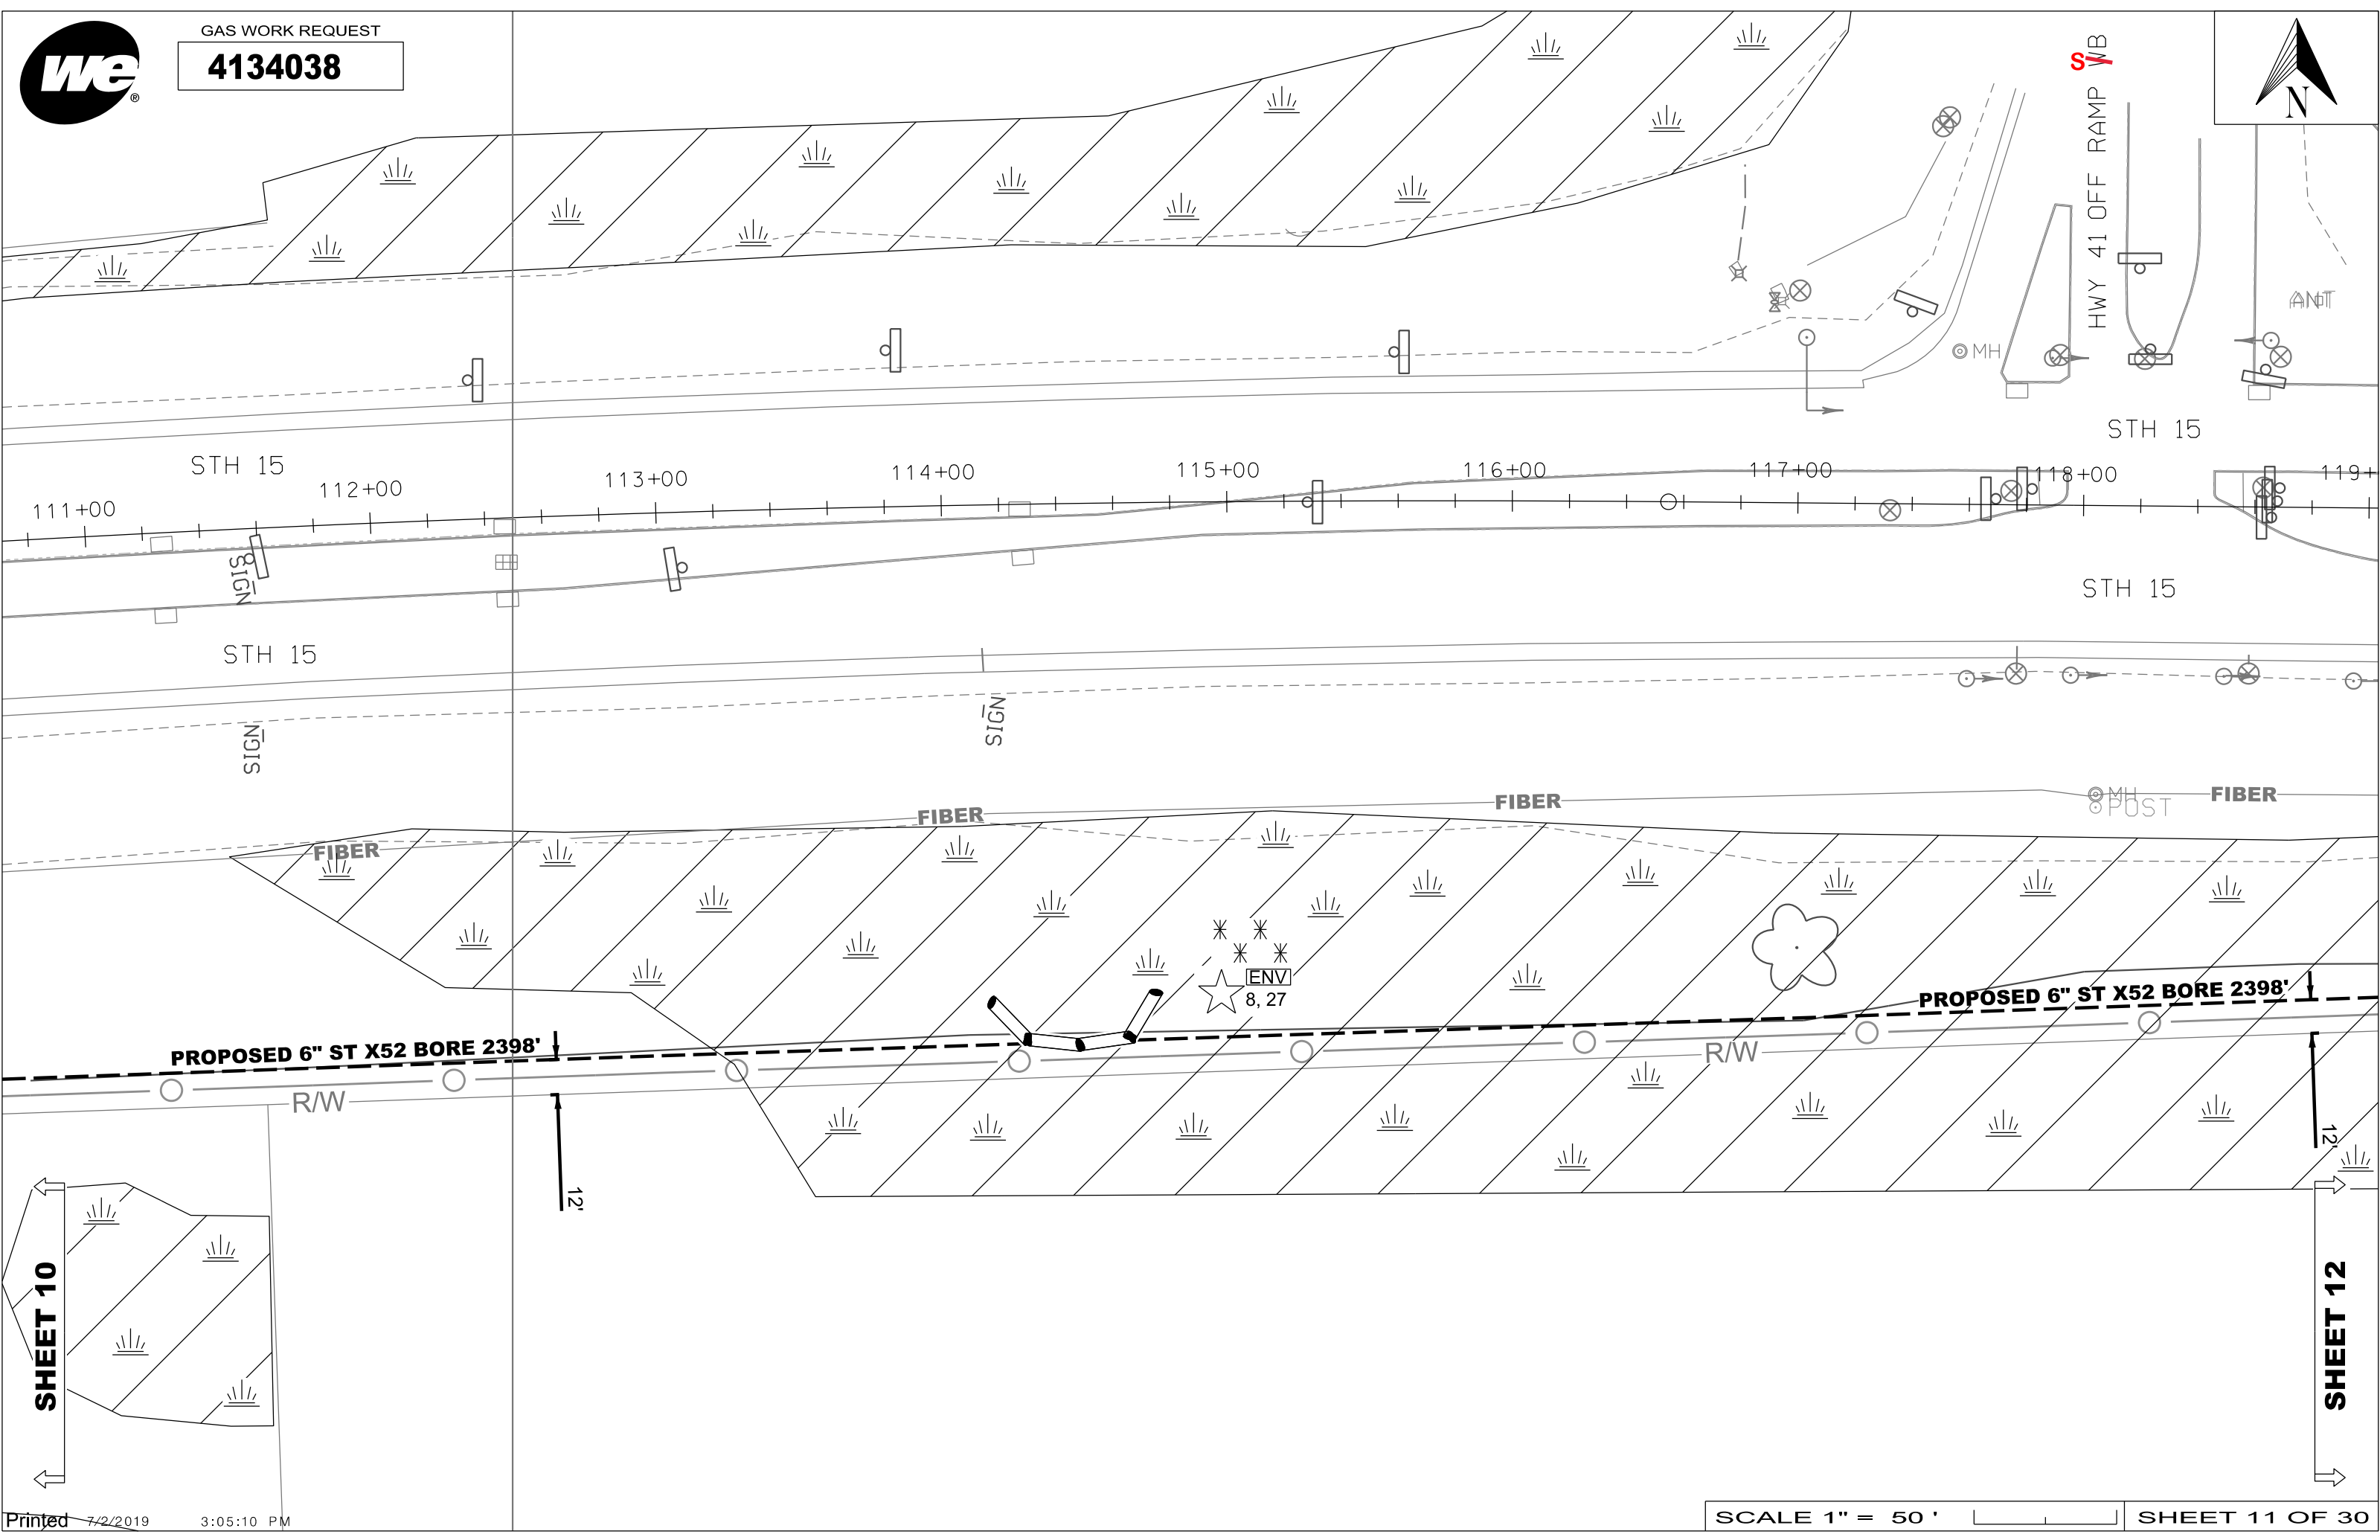 we®
GAS WORK REQUEST
4134038
N
HWY 41 OFF RAMP WB
S
MH
STH 15
STH 15
111+00
112+00
113+00
114+00
115+00
116+00
117+00
118+00
119+
SIGN
STH 15
STH 15
SIGN
SIGN
FIBER
FIBER
FIBER
FIBER
MH
POST
ENV
8, 27
PROPOSED 6" ST X52 BORE 2398'
PROPOSED 6" ST X52 BORE 2398'
R/W
R/W
12'
12'
SHEET 10
SHEET 12
Printed 7/2/2019 3:05:10 PM
SCALE 1" = 50 '
SHEET 11 OF 30